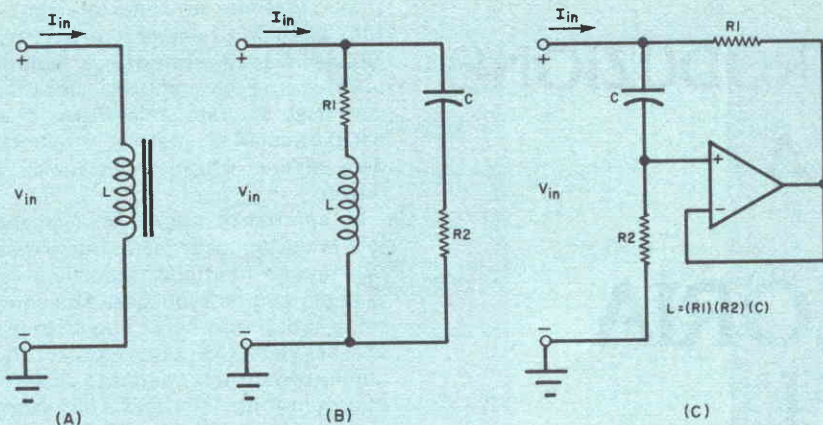 Iin
+
Vin
L
−
(A)
Iin
+
R1
C
Vin
L
R2
−
(B)
Iin
R1
+
C
+
−
Vin
R2
L=(R1)(R2)(C)
−
(C)